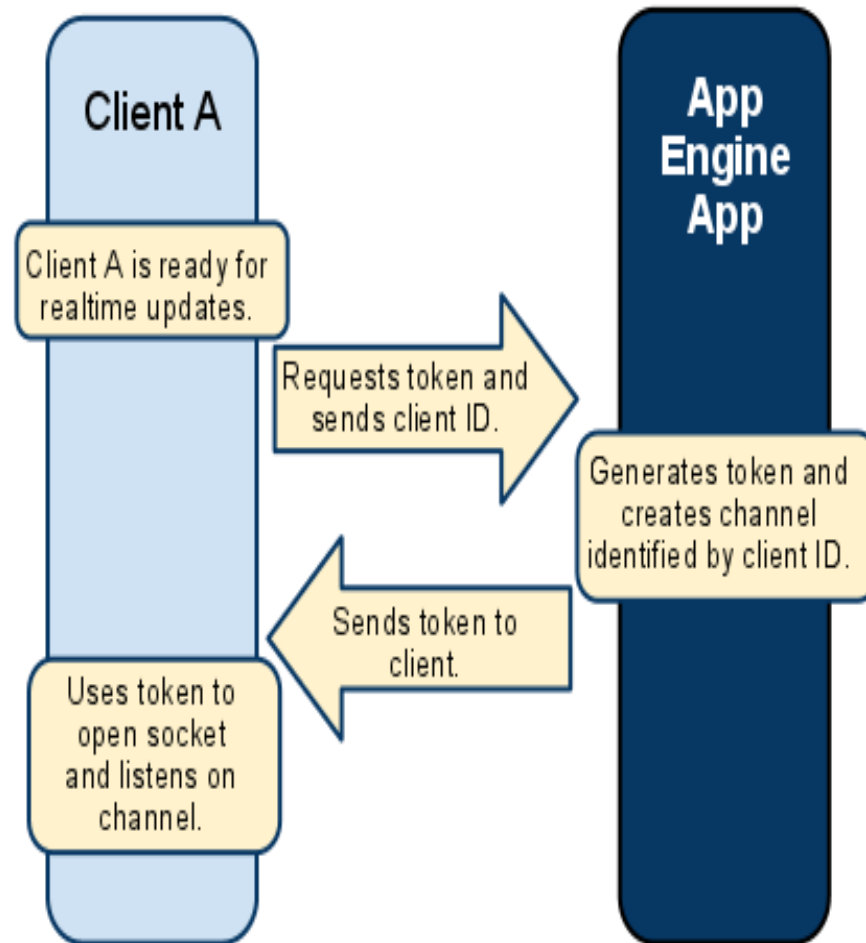 Client A
App
Engine
App
Client A is ready for
realtime updates.
Requests token and
sends client ID.
Generates token and
creates channel
identified by client ID.
Sends token to
client.
Uses token to
open socket
and listens on
channel.